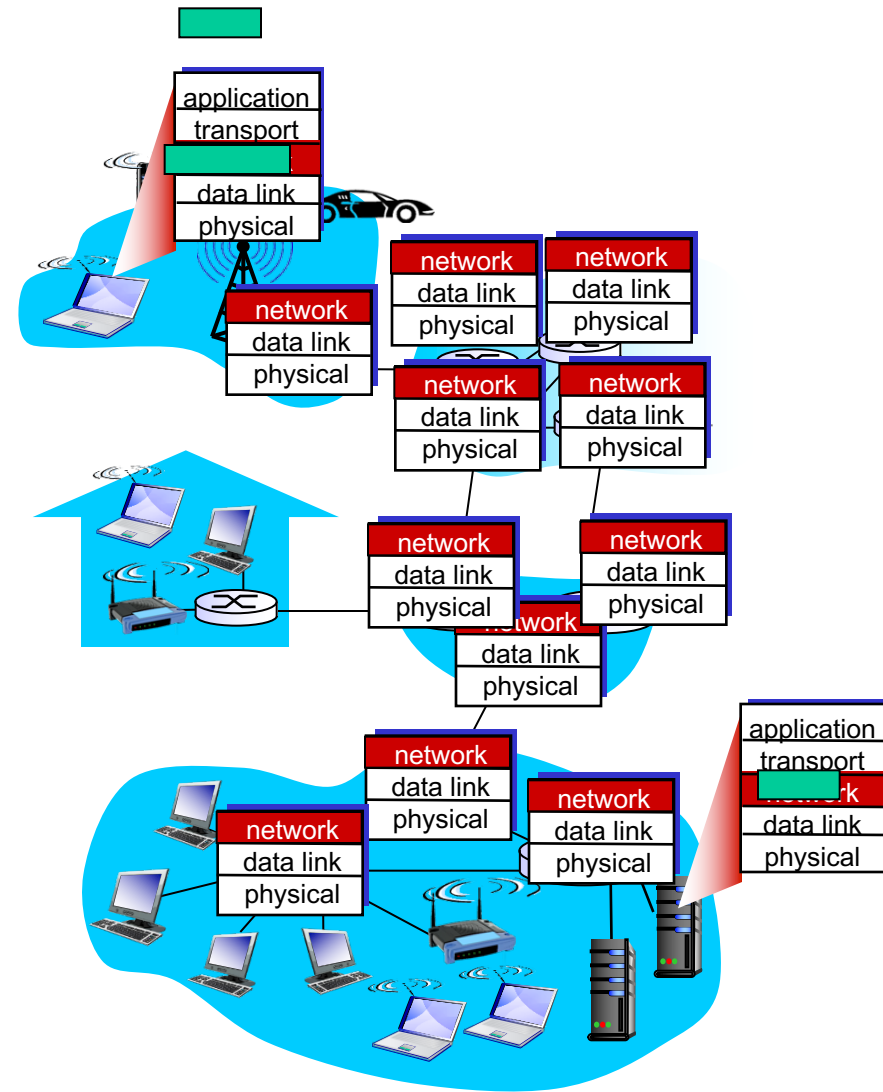 application
transport
data link
physical
network
data link
physical
network
data link
physical
network
data link
physical
network
data link
physical
network
data link
physical
network
data link
physical
network
data link
physical
network
data link
physical
application
transport
network
data link
physical
network
data link
physical
network
data link
physical
network
data link
physical